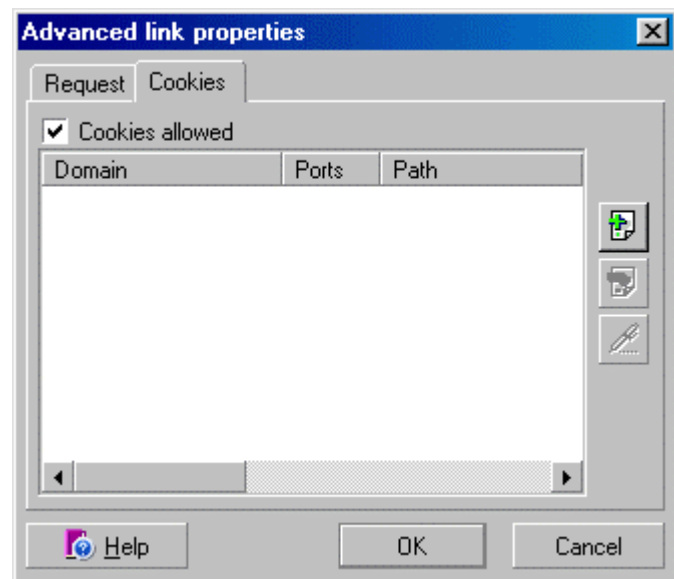 Advanced link properties
Request Cookies
Cookies allowed
Domain Ports Path
Help OK Cancel